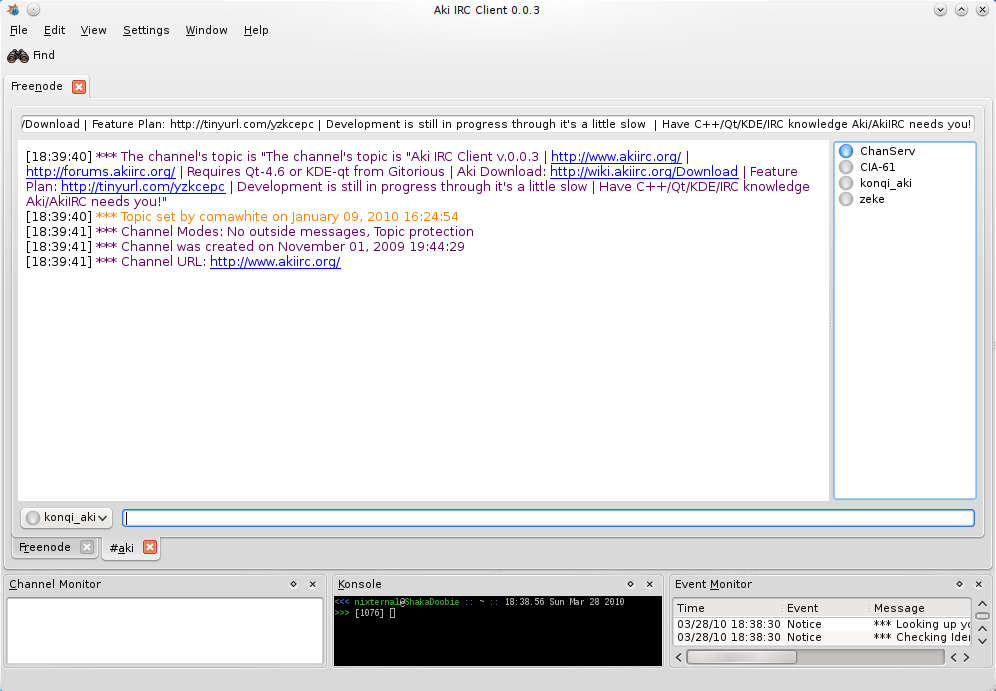 Aki IRC Client 0.0.3
File Edit View Settings Window Help
Find
Freenode
/Download | Feature Plan: http://tinyurl.com/yzkcepc | Development is still in progress through it's a little slow | Have C++/Qt/KDE/IRC knowledge Aki/AkiIRC needs you!
[18:39:40] *** The channel's topic is "The channel's topic is "Aki IRC Client v.0.0.3 | http://www.akiirc.org/ |
http://forums.akiirc.org/ | Requires Qt-4.6 or KDE-qt from Gitorious | Aki Download: http://wiki.akiirc.org/Download | Feature
Plan: http://tinyurl.com/yzkcepc | Development is still in progress through it's a little slow | Have C++/Qt/KDE/IRC knowledge
Aki/AkiIRC needs you!"
[18:39:40] *** Topic set by comawhite on January 09, 2010 16:24:54
[18:39:41] *** Channel Modes: No outside messages, Topic protection
[18:39:41] *** Channel was created on November 01, 2009 19:44:29
[18:39:41] *** Channel URL: http://www.akiirc.org/
ChanServ
CIA-61
konqi_aki
zeke
konqi_aki
Freenode #aki
Channel Monitor
Konsole
<<< nixternal@ShakaDoobie :: ~ :: 18:38.56 Sun Mar 28 2010
>>> [1076]
Event Monitor
Time Event Message
03/28/10 18:38:30 Notice *** Looking up yo
03/28/10 18:38:30 Notice *** Checking Iden